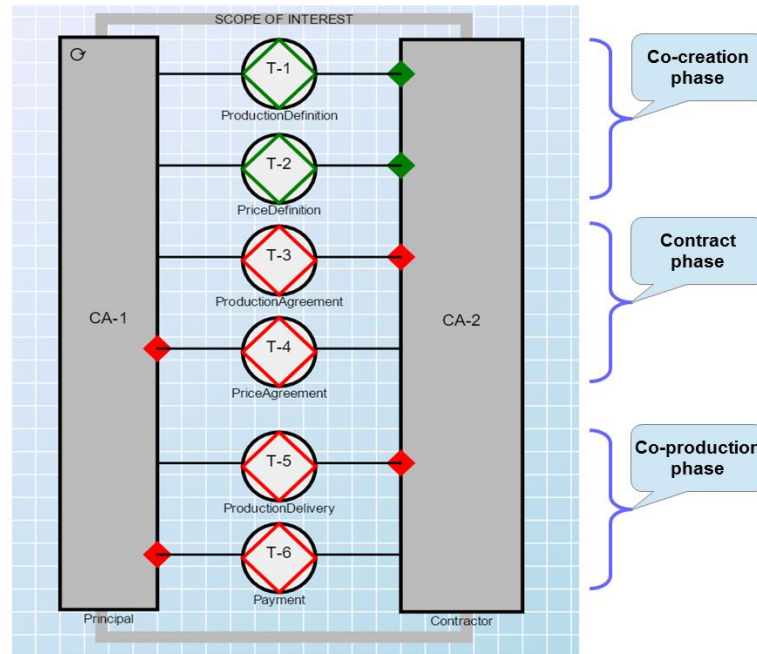 SCOPE OF INTEREST
T-1
ProductionDefinition
Co-creation
phase
T-2
PriceDefinition
T-3
ProductionAgreement
Contract
phase
CA-1
CA-2
T-4
PriceAgreement
T-5
ProductionDelivery
Co-production
phase
T-6
Payment
Principal
Contractor